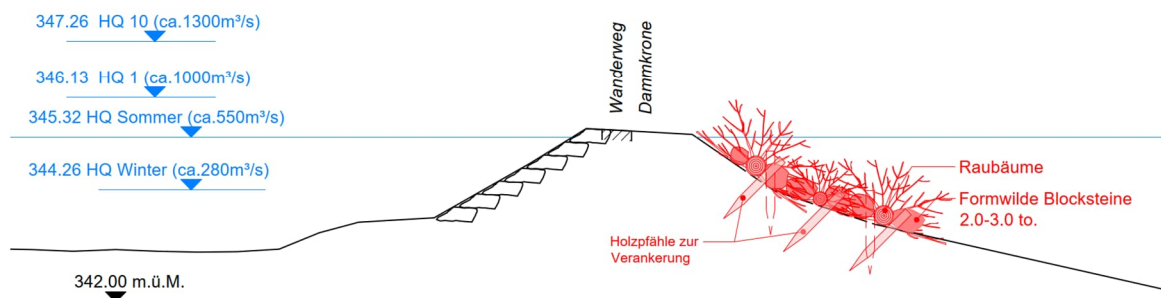 347.26 HQ 10 (ca.1300m³/s)
346.13 HQ 1 (ca.1000m³/s)
345.32 HQ Sommer (ca.550m³/s)
344.26 HQ Winter (ca.280m³/s)
342.00 m.ü.M.
Wanderweg
Dammkrone
Raubäume
Formwilde Blocksteine
2.0-3.0 to.
Holzpfähle zur
Verankerung